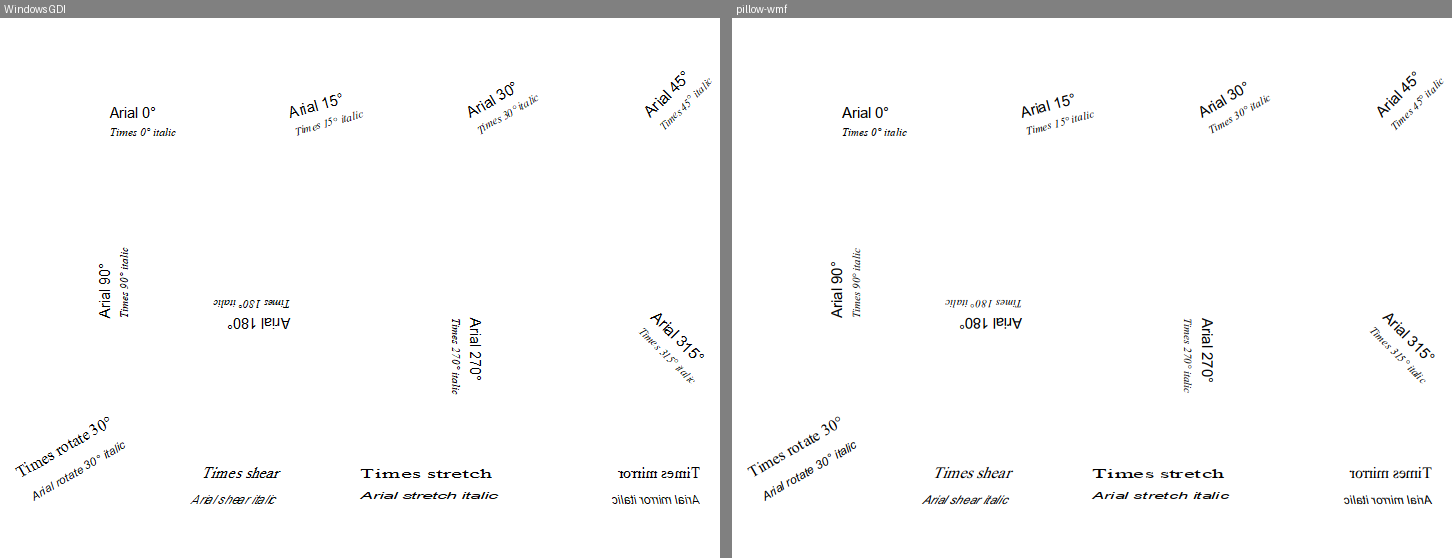 WindowsGDI
Arial 0°
Times 0° italic
Arial 15°
Times 15° italic
Arial 30°
Times 30° italic
Arial 45°
Times 45° italic
Arial 90°
Times 90° italic
Times 180° italic
Arial 180°
Arial 270°
Times 270° italic
Arial 315°
Times 315° italic
Times rotate 30°
Arial rotate 30° italic
Times shear
Arial shear italic
Times stretch
Arial stretch italic
Times mirror
Arial mirror italic
pillow-wmf
Arial 0°
Times 0° italic
Arial 15°
Times 15° italic
Arial 30°
Times 30° italic
Arial 45°
Times 45° italic
Arial 90°
Times 90° italic
Times 180° italic
Arial 180°
Arial 270°
Times 270° italic
Arial 315°
Times 315° italic
Times rotate 30°
Arial rotate 30° italic
Times shear
Arial shear italic
Times stretch
Arial stretch italic
Times mirror
Arial mirror italic